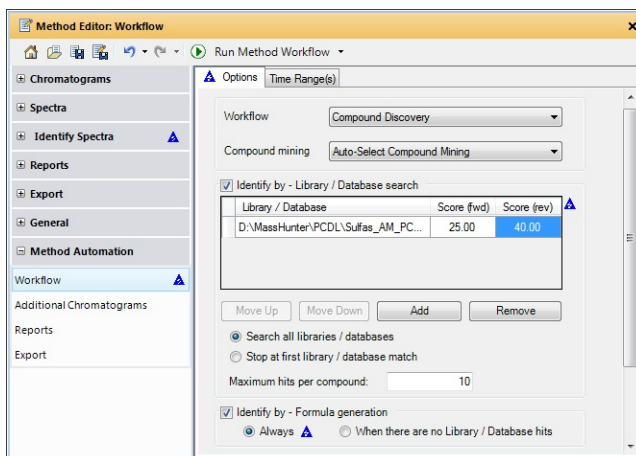 Method Editor: Workflow
Run Method Workflow
Chromatograms
Spectra
Identify Spectra
Reports
Export
General
Method Automation
Workflow
Additional Chromatograms
Reports
Export
Options Time Range(s)
Workflow Compound Discovery
Compound mining Auto-Select Compound Mining
Identify by - Library / Database search
Library / Database Score (fwd) Score (rev)
D:\MassHunter\PCDL\Sulfas_AM_PC... 25.00 40.00
Move Up Move Down Add Remove
Search all libraries / databases
Stop at first library / database match
Maximum hits per compound: 10
Identify by - Formula generation
Always When there are no Library / Database hits